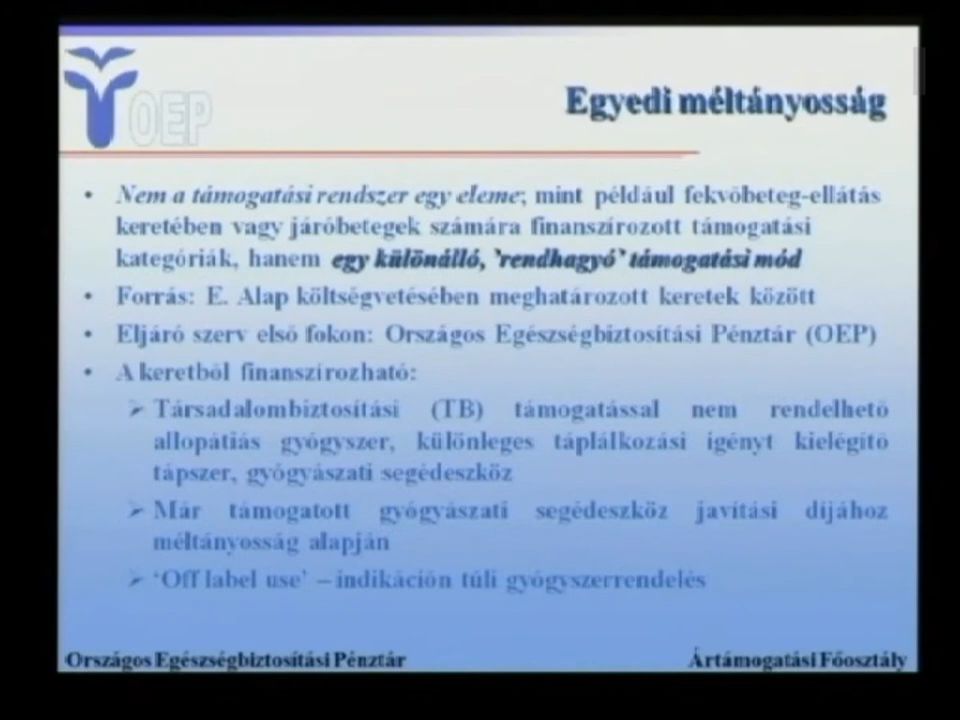 OEP
Egyedi méltányosság
• Nem a támogatási rendszer egy eleme; mint például fekvőbeteg-ellátás
keretében vagy járóbetegek számára finanszírozott támogatási
kategóriák, hanem egy különálló, `rendhagyó` támogatási mód
• Forrás: E. Alap költségvetésében meghatározott keretek között
• Eljáró szerv első fokon: Országos Egészségbiztosítási Pénztár (OEP)
• A keretből finanszírozható:
➢ Társadalombiztosítási (TB) támogatással nem rendelhető
allopátiás gyógyszer, különleges táplálkozási igényt kielégítő
tápszer, gyógyászati segédeszköz
➢ Már támogatott gyógyászati segédeszköz javítási díjához
méltányosság alapján
➢ ‘Off label use’ – indikáción túli gyógyszerrendelés
Országos Egészségbiztosítási Pénztár
Ártámogatási Főosztály